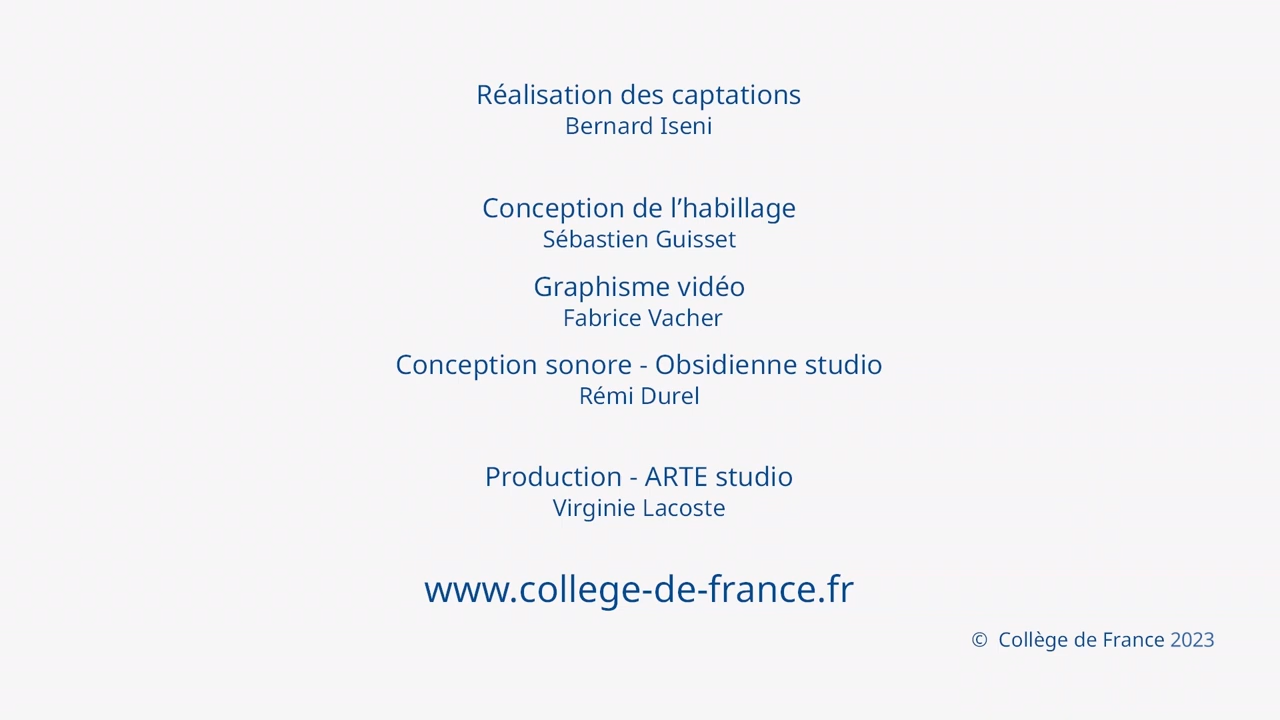 Réalisation des captations
Bernard Iseni
Conception de l’habillage
Sébastien Guisset
Graphisme vidéo
Fabrice Vacher
Conception sonore - Obsidienne studio
Rémi Durel
Production - ARTE studio
Virginie Lacoste
www.college-de-france.fr
© Collège de France 2023